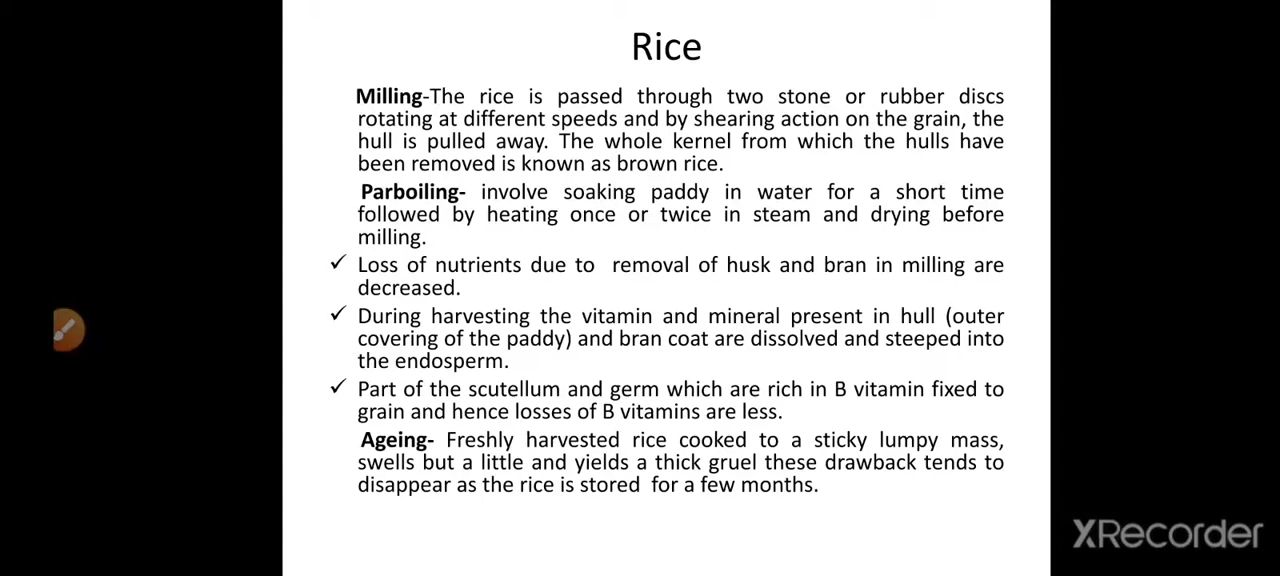 Rice
Milling-The rice is passed through two stone or rubber discs
rotating at different speeds and by shearing action on the grain, the
hull is pulled away. The whole kernel from which the hulls have
been removed is known as brown rice.
Parboiling- involve soaking paddy in water for a short time
followed by heating once or twice in steam and drying before
milling.
✓ Loss of nutrients due to removal of husk and bran in milling are
decreased.
✓ During harvesting the vitamin and mineral present in hull (outer
covering of the paddy) and bran coat are dissolved and steeped into
the endosperm.
✓ Part of the scutellum and germ which are rich in B vitamin fixed to
grain and hence losses of B vitamins are less.
Ageing- Freshly harvested rice cooked to a sticky lumpy mass,
swells but a little and yields a thick gruel these drawback tends to
disappear as the rice is stored for a few months.
XRecorder